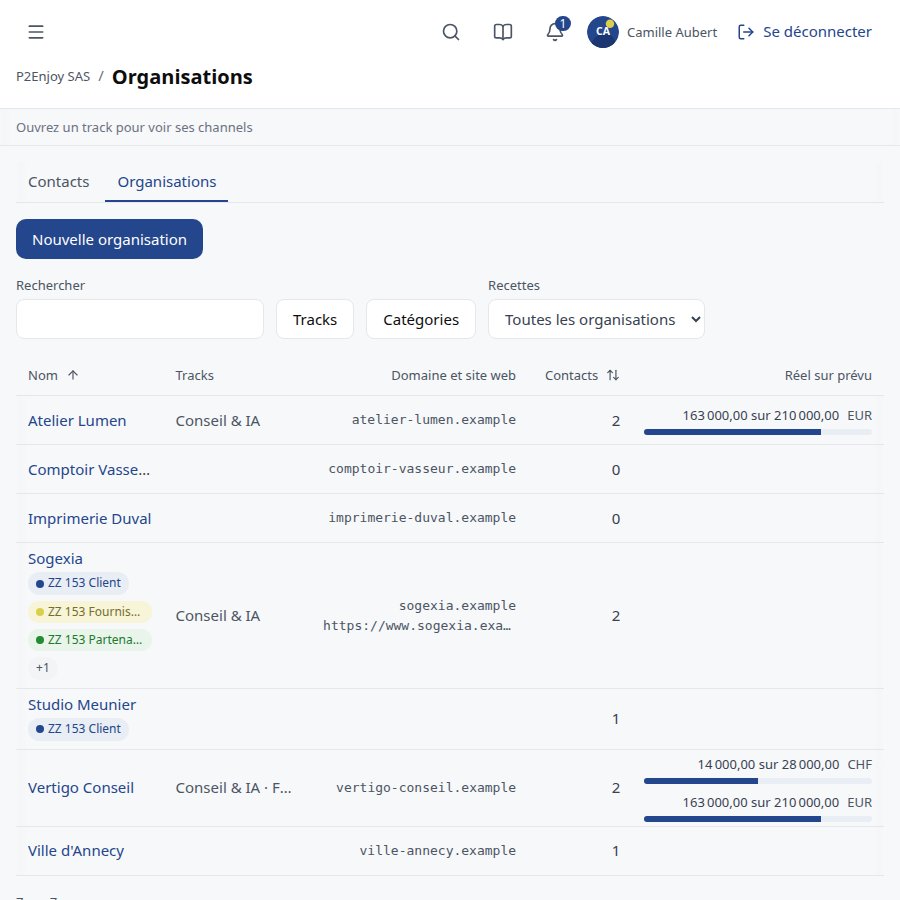 1
CA
Camille Aubert
Se déconnecter
P2Enjoy SAS / Organisations
Ouvrez un track pour voir ses channels
Contacts Organisations
Nouvelle organisation
Rechercher Recettes
Tracks Catégories Toutes les organisations
Nom Tracks Domaine et site web Contacts Réel sur prévu
Atelier Lumen Conseil & IA atelier-lumen.example 2 163 000,00 sur 210 000,00 EUR
Comptoir Vasse... comptoir-vasseur.example 0
Imprimerie Duval imprimerie-duval.example 0
Sogexia
ZZ 153 Client
ZZ 153 Fournis...
ZZ 153 Partena...
+1
Conseil & IA
sogexia.example
https://www.sogexia.exa…
2
Studio Meunier
ZZ 153 Client
1
Vertigo Conseil Conseil & IA · F... vertigo-conseil.example 2
14 000,00 sur 28 000,00 CHF
163 000,00 sur 210 000,00 EUR
Ville d'Annecy ville-annecy.example 1